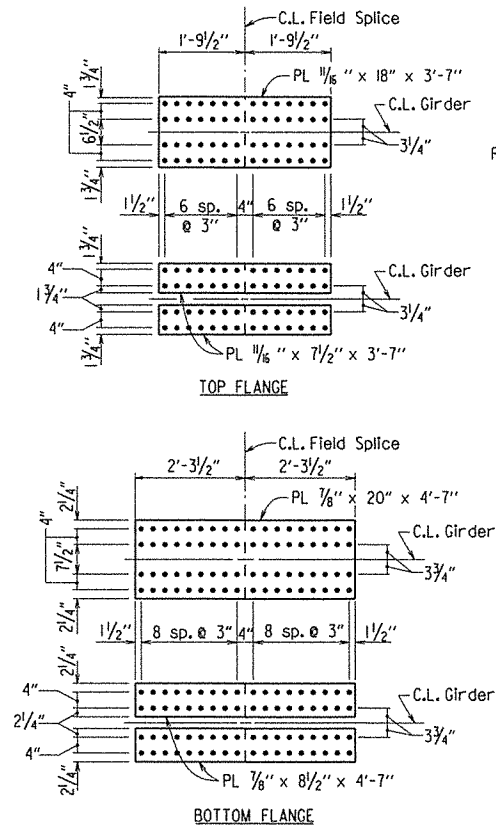 C.L. Field Splice
1'-9½" 1'-9½"
PL 11/16" x 18" x 3'-7"
1¾"
4"
6½"
1¾"
C.L. Girder
3¼"
1½" 6 sp. @ 3" 4" 6 sp. @ 3" 1½"
1¾"
4"
1¾"
4"
1¾"
C.L. Girder
3¼"
PL 11/16" x 7½" x 3'-7"
TOP FLANGE
C.L. Field Splice
2'-3½" 2'-3½"
PL 7/8" x 20" x 4'-7"
2¼"
4"
7½"
2¼"
C.L. Girder
3¾"
1½" 8 sp. @ 3" 4" 8 sp. @ 3" 1½"
2¼"
4"
2¼"
4"
2¼"
C.L. Girder
3¾"
PL 7/8" x 8½" x 4'-7"
BOTTOM FLANGE